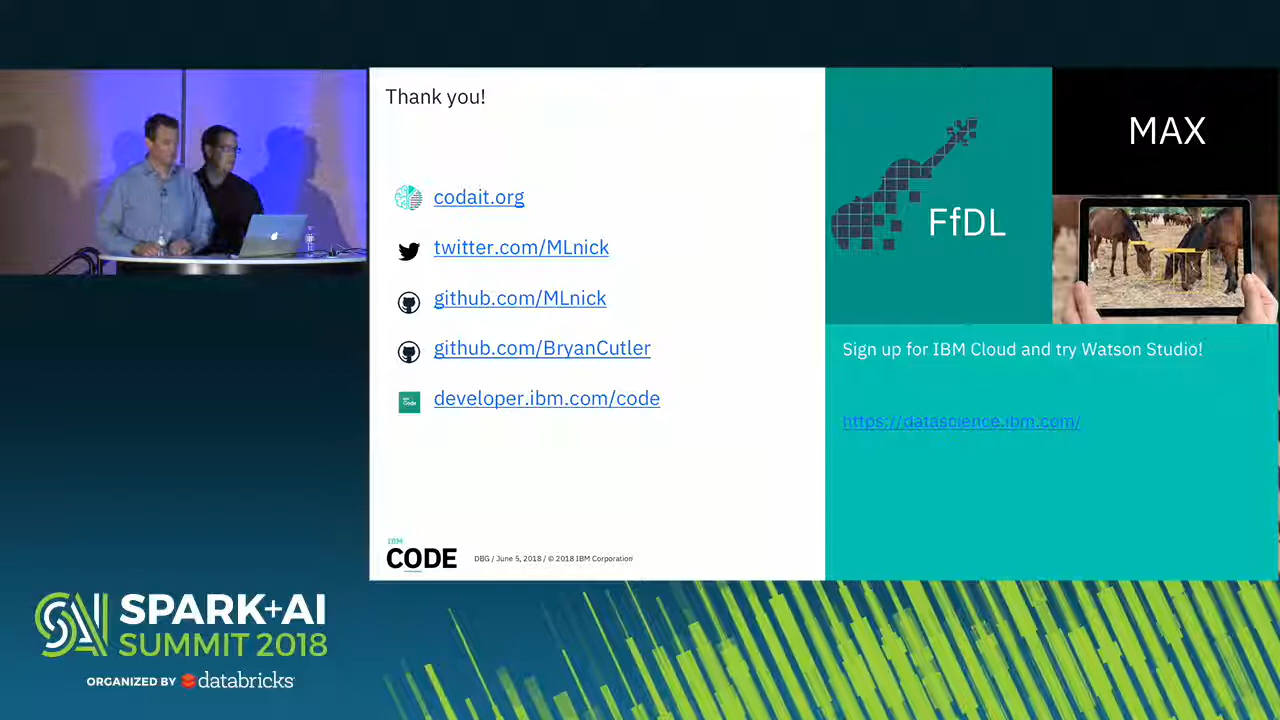 Thank you!
codait.org
twitter.com/MLnick
github.com/MLnick
github.com/BryanCutler
developer.ibm.com/code
IBM
CODE
DBG / June 5, 2018 / © 2018 IBM Corporation
FfDL
MAX
Sign up for IBM Cloud and try Watson Studio!
https://datascience.ibm.com/
SPARK+AI
SUMMIT 2018
ORGANIZED BY databricks